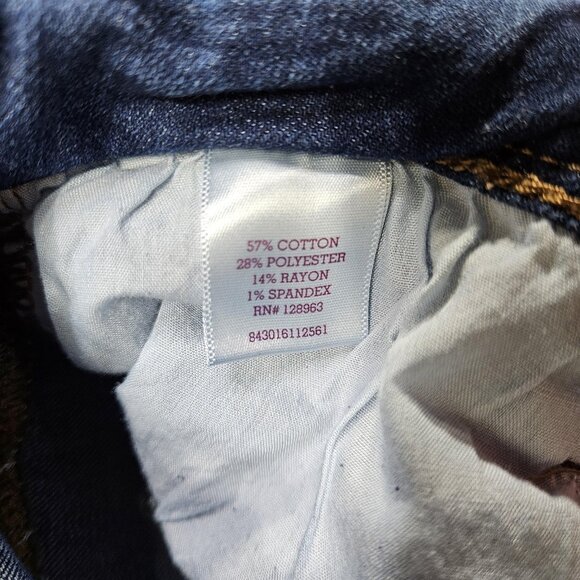 57% COTTON
28% POLYESTER
14% RAYON
1% SPANDEX
RN# 128963
843016112561